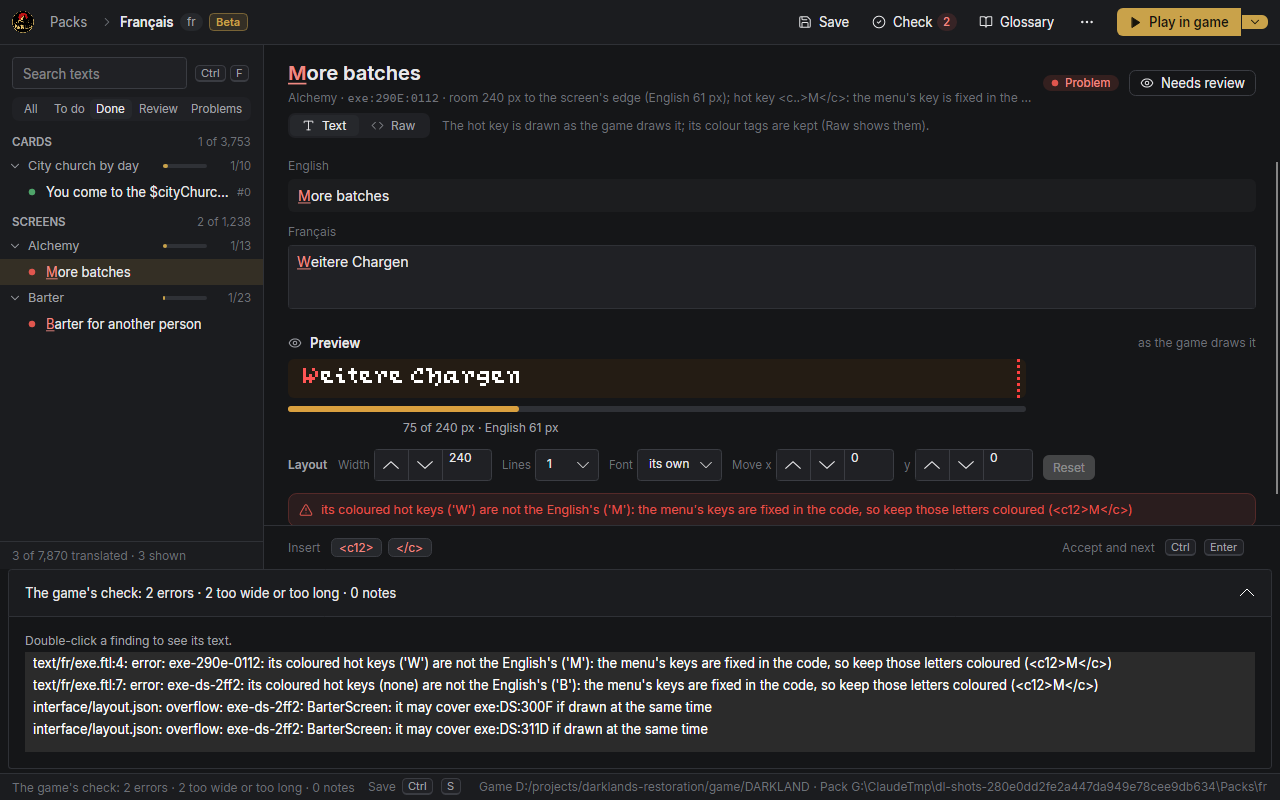 Packs > Français fr Beta
Save Check 2 Glossary ... Play in game
Search texts Ctrl F
All To do Done Review Problems
CARDS 1 of 3,753
City church by day 1/10
You come to the $cityChurc... #0
SCREENS 2 of 1,238
Alchemy 1/13
More batches
Barter 1/23
Barter for another person
3 of 7,870 translated · 3 shown
More batches
Alchemy · exe:290E:0112 · room 240 px to the screen's edge (English 61 px); hot key <c..>M</c>: the menu's key is fixed in the ...
Problem Needs review
Text Raw The hot key is drawn as the game draws it; its colour tags are kept (Raw shows them).
English
More batches
Français
Weitere Chargen
Preview as the game draws it
Weitere Chargen
75 of 240 px · English 61 px
Layout Width 240 Lines 1 Font its own Move x 0 y 0 Reset
its coloured hot keys ('W') are not the English's ('M'): the menu's keys are fixed in the code, so keep those letters coloured (<c12>M</c>)
Insert <c12> </c> Accept and next Ctrl Enter
The game's check: 2 errors · 2 too wide or too long · 0 notes
Double-click a finding to see its text.
text/fr/exe.ftl:4: error: exe-290e-0112: its coloured hot keys ('W') are not the English's ('M'): the menu's keys are fixed in the code, so keep those letters coloured (<c12>M</c>)
text/fr/exe.ftl:7: error: exe-ds-2ff2: its coloured hot keys (none) are not the English's ('B'): the menu's keys are fixed in the code, so keep those letters coloured (<c12>M</c>)
interface/layout.json: overflow: exe-ds-2ff2: BarterScreen: it may cover exe:DS:300F if drawn at the same time
interface/layout.json: overflow: exe-ds-2ff2: BarterScreen: it may cover exe:DS:311D if drawn at the same time
The game's check: 2 errors · 2 too wide or too long · 0 notes Save Ctrl S Game D:/projects/darklands-restoration/game/DARKLAND · Pack G:\ClaudeTmp\dl-shots-280e0dd2fe2a447da949e78cee9db634\Packs\fr